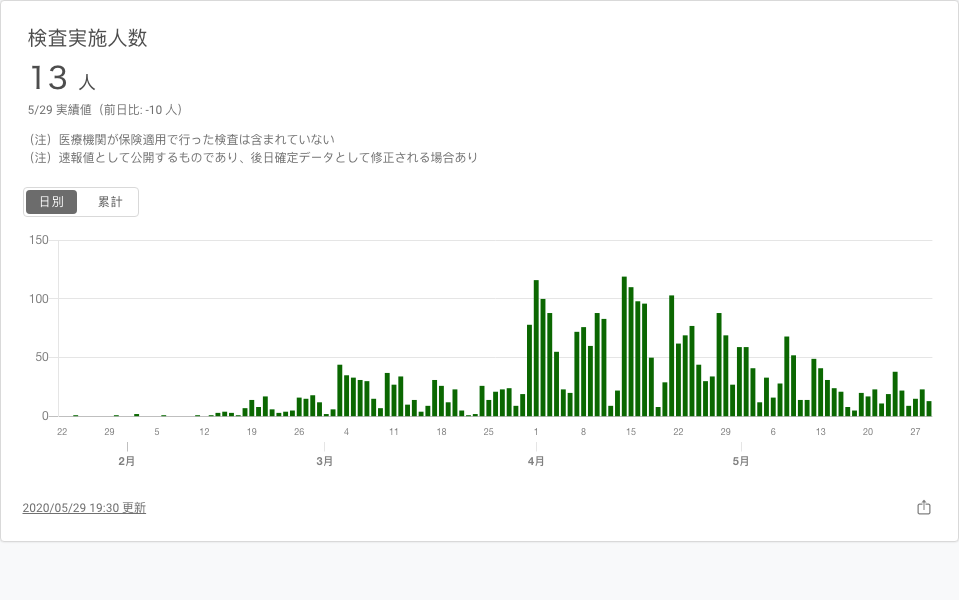 検査実施人数
13 人
5/29 実績値（前日比: -10 人）
（注）医療機関が保険適用で行った検査は含まれていない
（注）速報値として公開するものであり、後日確定データとして修正される場合あり
日別 累計
150
100
50
0
22 29 5 12 19 26 4 11 18 25 1 8 15 22 29 6 13 20 27
2月 3月 4月 5月
2020/05/29 19:30 更新